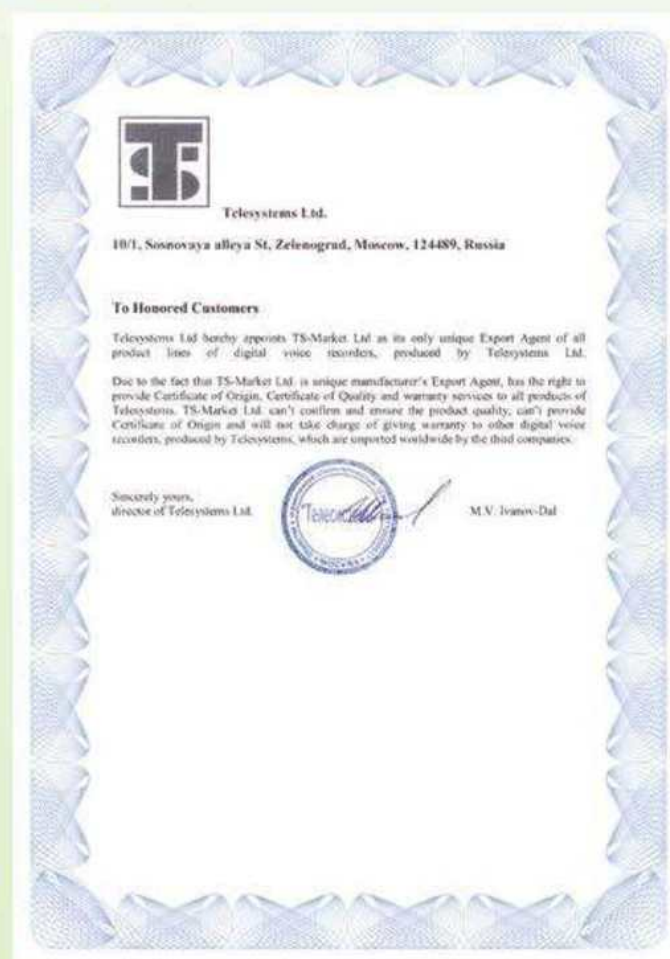 TS
Telesystems Ltd.
10/1, Sosnovaya alleya St, Zelenograd, Moscow, 124489, Russia
To Honored Customers
Telesystems Ltd hereby appoints TS-Market Ltd as its only unique Export Agent of all
product lines of digital voice recorders, produced by Telesystems Ltd.
Due to the fact that TS-Market Ltd. is unique manufacturer's Export Agent, has the right to
provide Certificate of Origin, Certificate of Quality and warranty services to all products of
Telesystems. TS-Market Ltd. can't confirm and ensure the product quality, can't provide
Certificate of Origin and will not take charge of giving warranty to other digital voice
recorders, produced by Telesystems, which are imported worldwide by the third companies.
Sincerely yours,
director of Telesystems Ltd.
M.V. Ivanov-Dal
МОСКВА